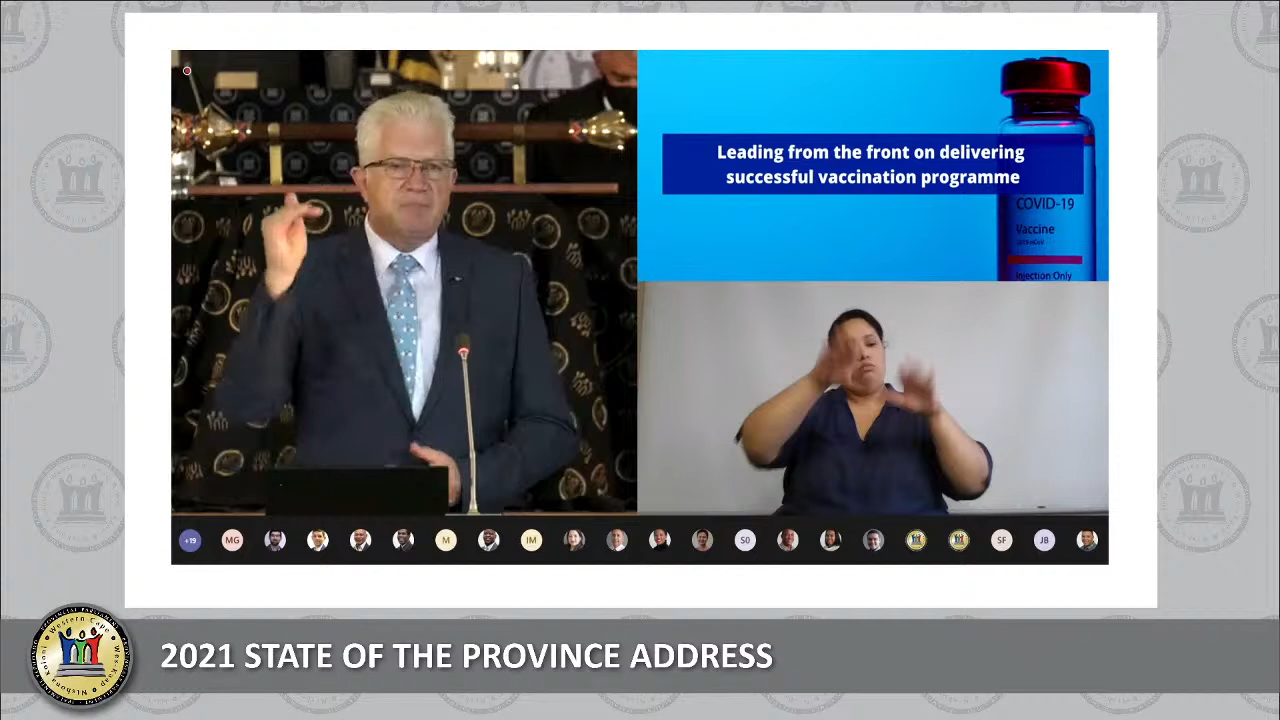 Leading from the front on delivering
successful vaccination programme
COVID-19
Vaccine
Injection Only
+19
MG
M
IM
S0
SF
JB
Western Cape
2021 STATE OF THE PROVINCE ADDRESS